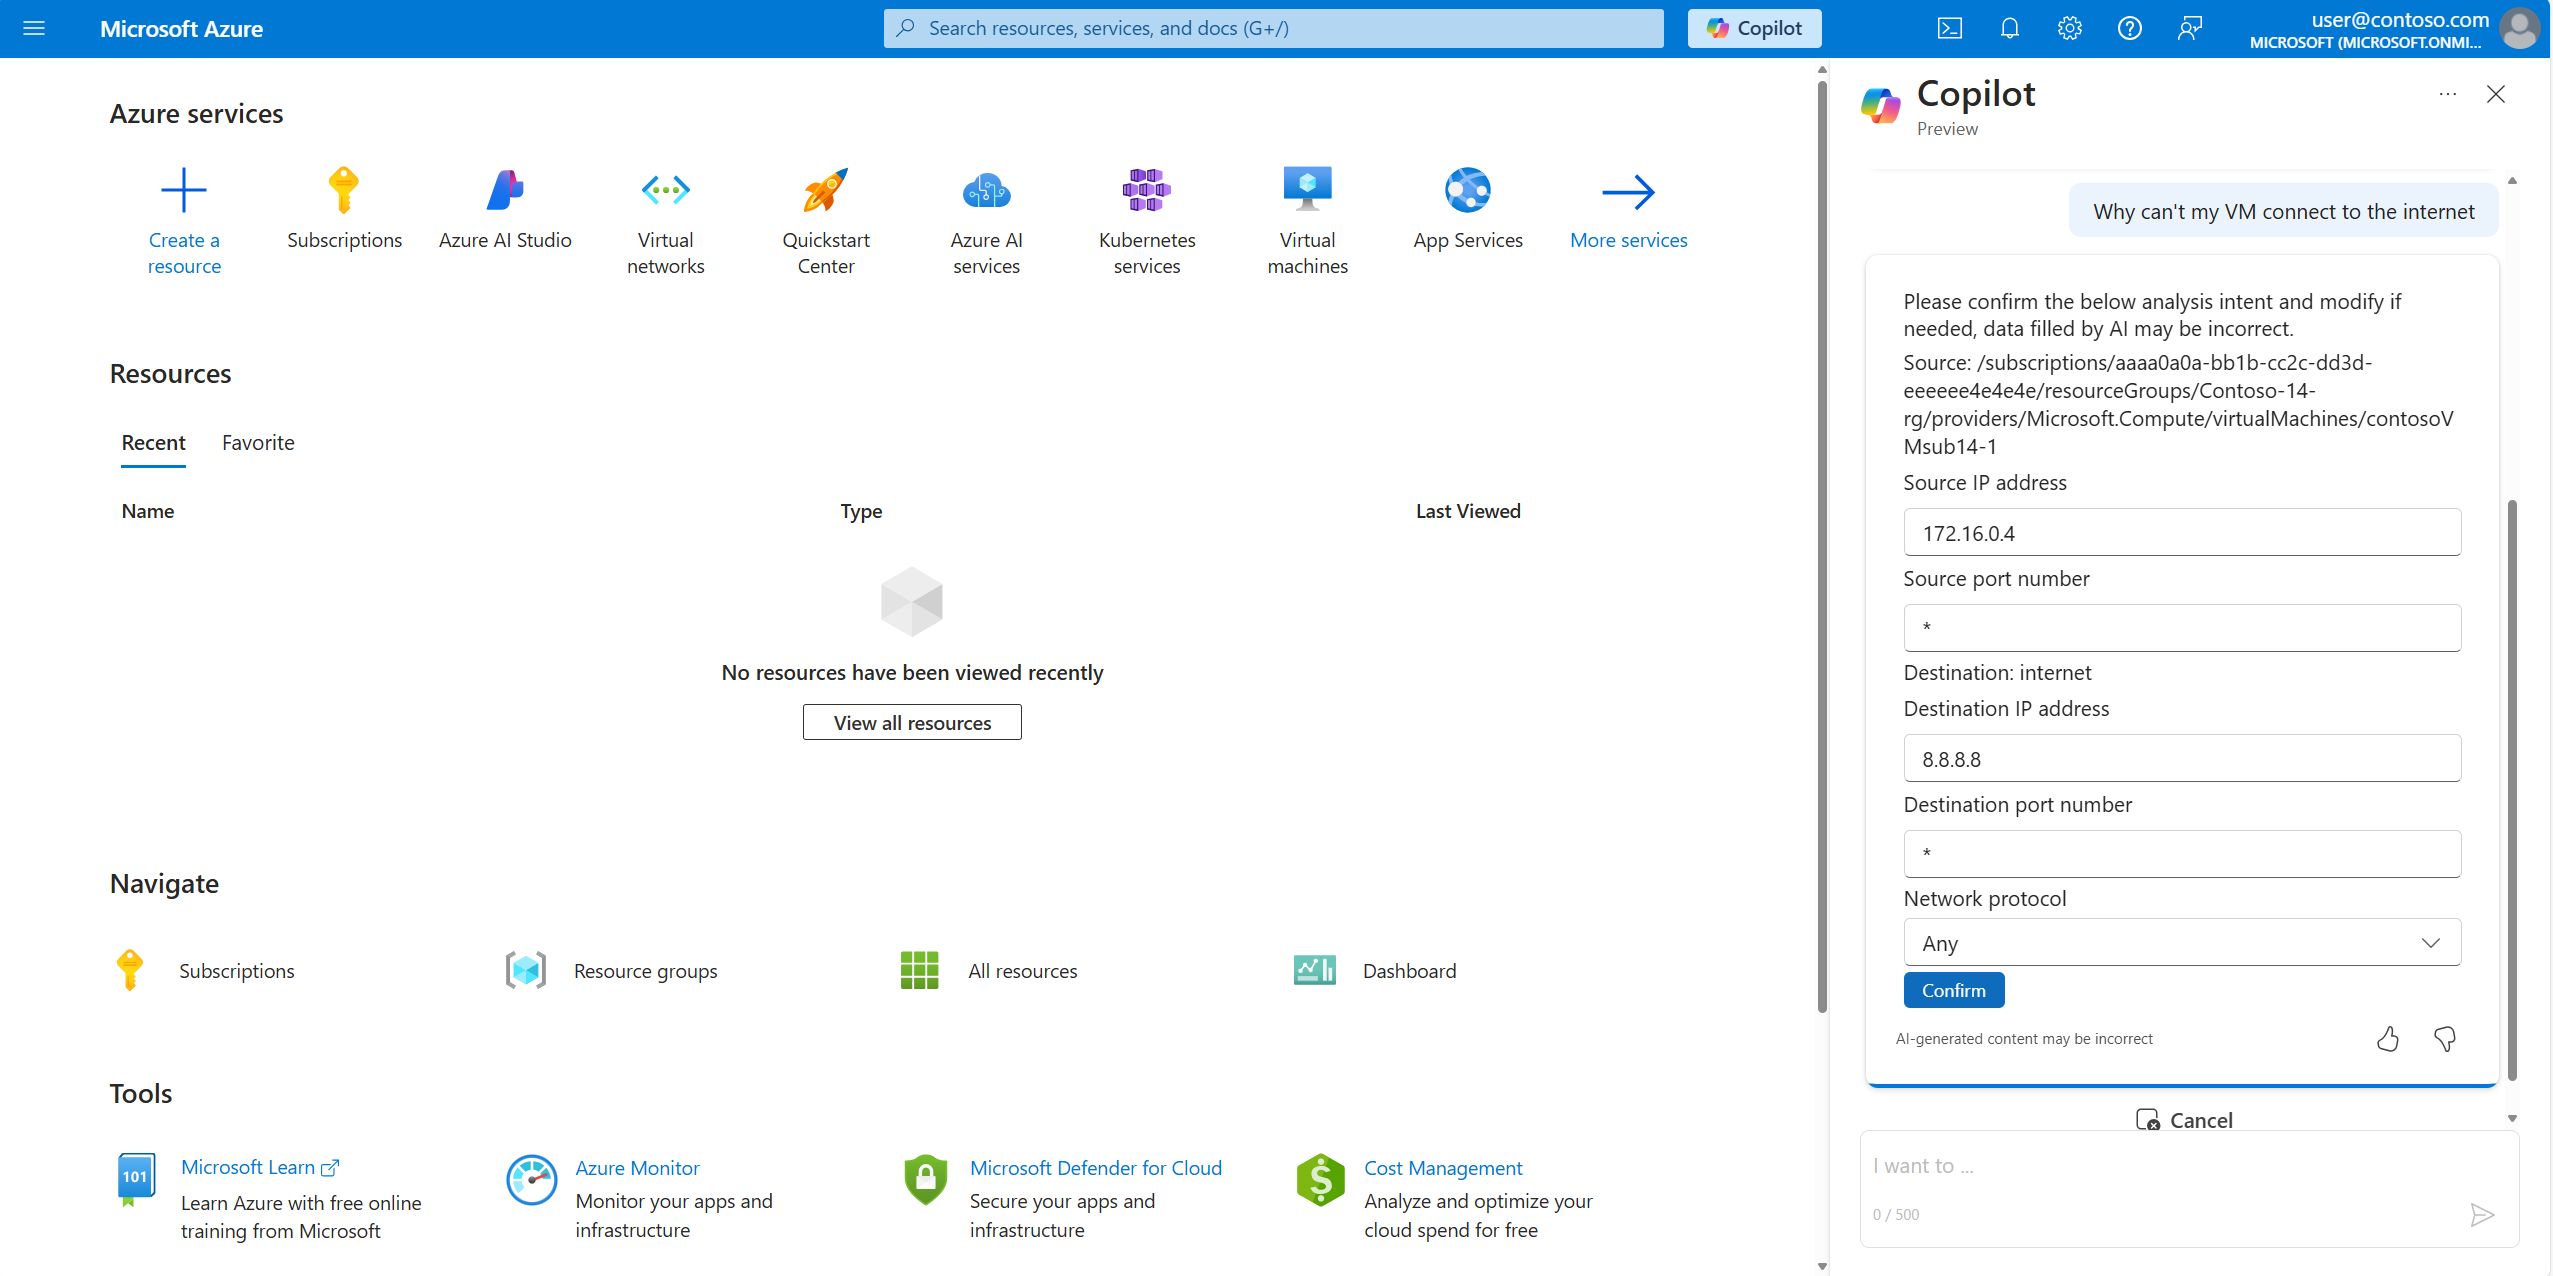 Microsoft Azure
Search resources, services, and docs (G+/)
Copilot
user@contoso.com
MICROSOFT (MICROSOFT.ONMI...
Azure services
Create a
resource
Subscriptions
Azure AI Studio
Virtual
networks
Quickstart
Center
Azure AI
services
Kubernetes
services
Virtual
machines
App Services
More services
Resources
Recent
Favorite
Name
Type
Last Viewed
No resources have been viewed recently
View all resources
Navigate
Subscriptions
Resource groups
All resources
Dashboard
Tools
101
Microsoft Learn
Learn Azure with free online
training from Microsoft
Azure Monitor
Monitor your apps and
infrastructure
Microsoft Defender for Cloud
Secure your apps and
infrastructure
Cost Management
Analyze and optimize your
cloud spend for free
Copilot
Preview
Why can't my VM connect to the internet
Please confirm the below analysis intent and modify if
needed, data filled by AI may be incorrect.
Source: /subscriptions/aaaa0a0a-bb1b-cc2c-dd3d-
eeeeee4e4e4e/resourceGroups/Contoso-14-
rg/providers/Microsoft.Compute/virtualMachines/contosoV
Msub14-1
Source IP address
172.16.0.4
Source port number
*
Destination: internet
Destination IP address
8.8.8.8
Destination port number
*
Network protocol
Any
Confirm
AI-generated content may be incorrect
Cancel
I want to ...
0 / 500